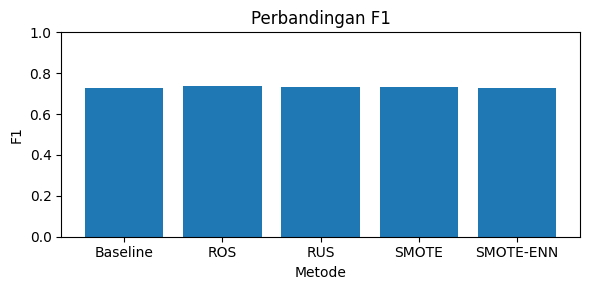 Perbandingan F1
1.0
0.8
0.6
0.4
0.2
0.0
F1
Baseline ROS RUS SMOTE SMOTE-ENN
Metode